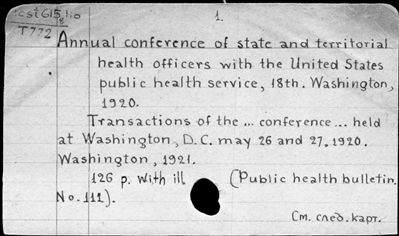 1.
T772
Annual conference of state and territorial
health officers with the United States
public health service, 18th. Washington,
1920.
Transactions of the ... conference ... held
at Washington, D.C. may 26 and 27, 1920.
Washington, 1921.
126 p. with ill (Public health bulletin.
No. 111).
См. след. карт.